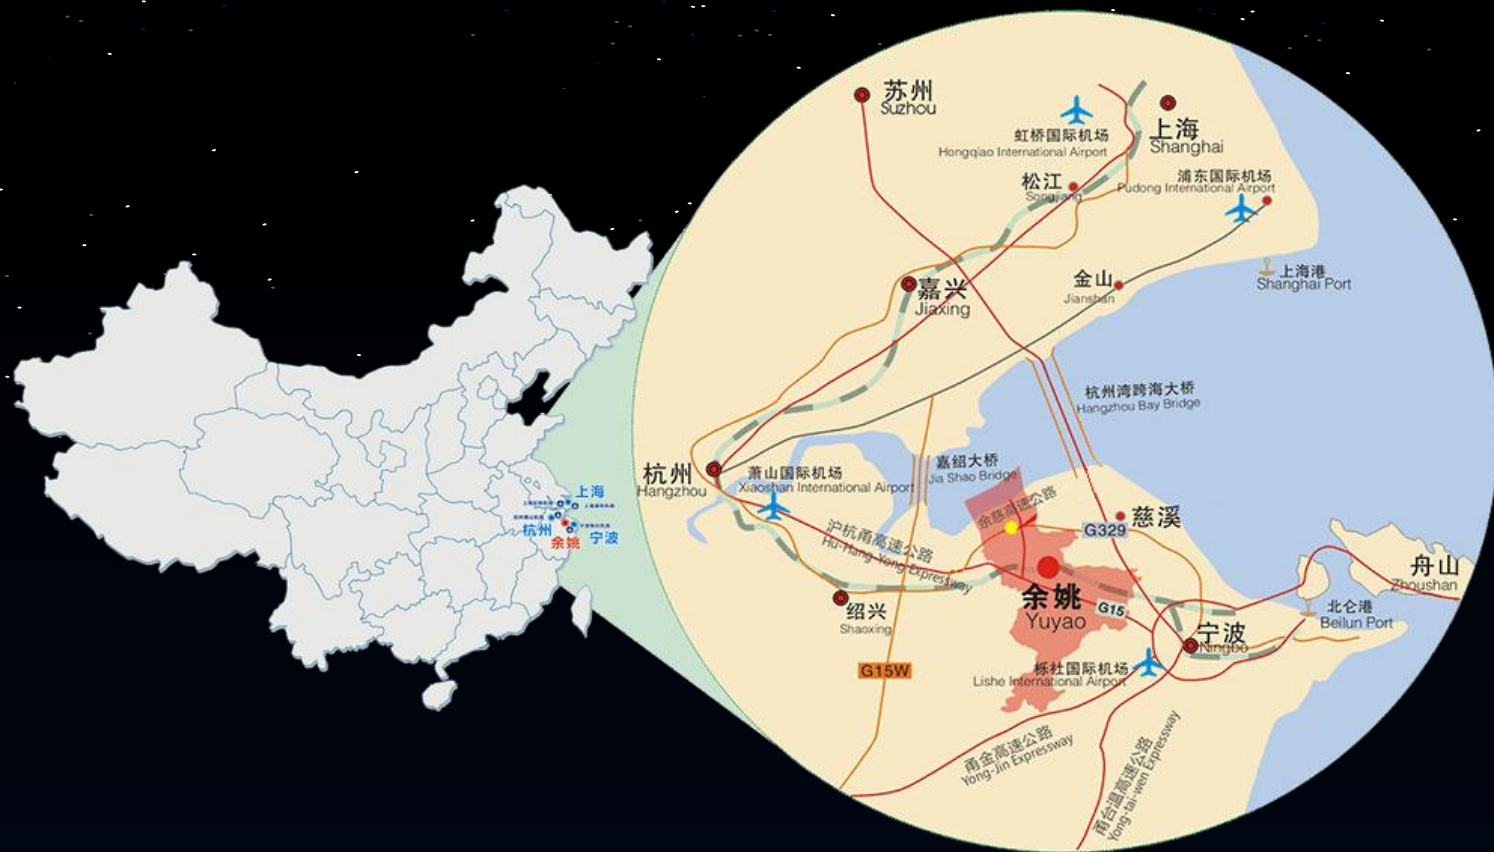 苏州
Suzhou
虹桥国际机场
Hongqiao International Airport
上海
Shanghai
松江
Songjiang
浦东国际机场
Pudong International Airport
上海港
Shanghai Port
金山
Jianshan
嘉兴
Jiaxing
杭州湾跨海大桥
Hangzhou Bay Bridge
杭州
Hangzhou
萧山国际机场
Xiaoshan International Airport
嘉绍大桥
Jia Shao Bridge
余慈高速公路
G329
慈溪
沪杭甬高速公路
Hu-Hang-Yong Expressway
舟山
Zhoushan
绍兴
Shaoxing
余姚
Yuyao
G15
北仑港
Beilun Port
宁波
Ningbo
G15W
栎社国际机场
Lishe International Airport
甬金高速公路
Yong-Jin Expressway
甬台温高速公路
Yong-tai-wen Expressway
上海
杭州
余姚
宁波